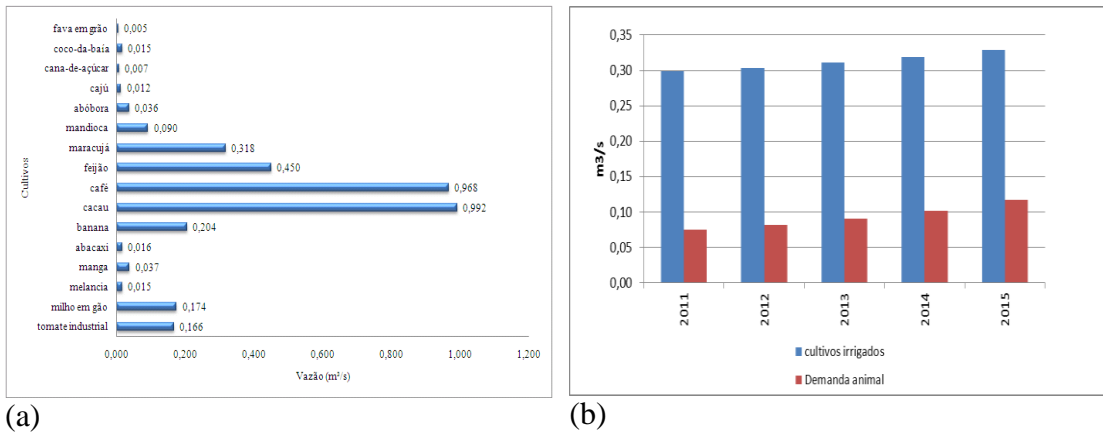 fava em grão 0,005
coco-da-baía 0,015
cana-de-açúcar 0,007
cajú 0,012
abóbora 0,036
mandioca 0,090
maracujá 0,318
feijão 0,450
café 0,968
cacau 0,992
banana 0,204
abacaxi 0,016
manga 0,037
melancia 0,015
milho em gão 0,174
tomate industrial 0,166
Cultivos
0,000 0,200 0,400 0,600 0,800 1,000 1,200
Vazão (m³/s)
(a)
0,35
0,30
0,25
0,20
0,15
0,10
0,05
0,00
m3/s
2011 2012 2013 2014 2015
cultivos irrigados
Demanda animal
(b)